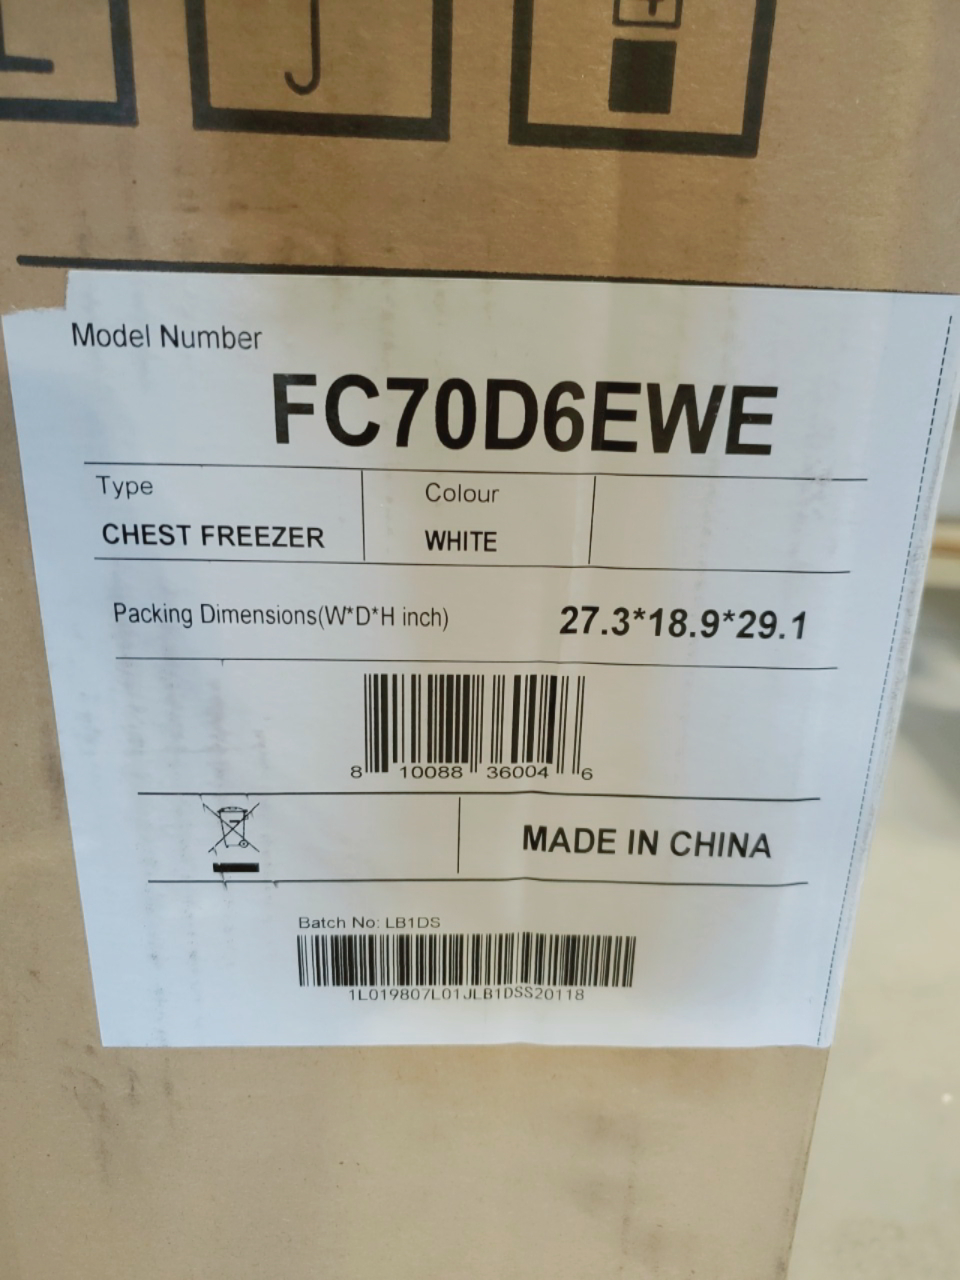 Model Number
FC70D6EWE
Type
Colour
CHEST FREEZER
WHITE
Packing Dimensions(W*D*H inch)
27.3*18.9*29.1
8 10088 36004 6
MADE IN CHINA
Batch No: LB1DS
1L019807L01JLB1DSS20118